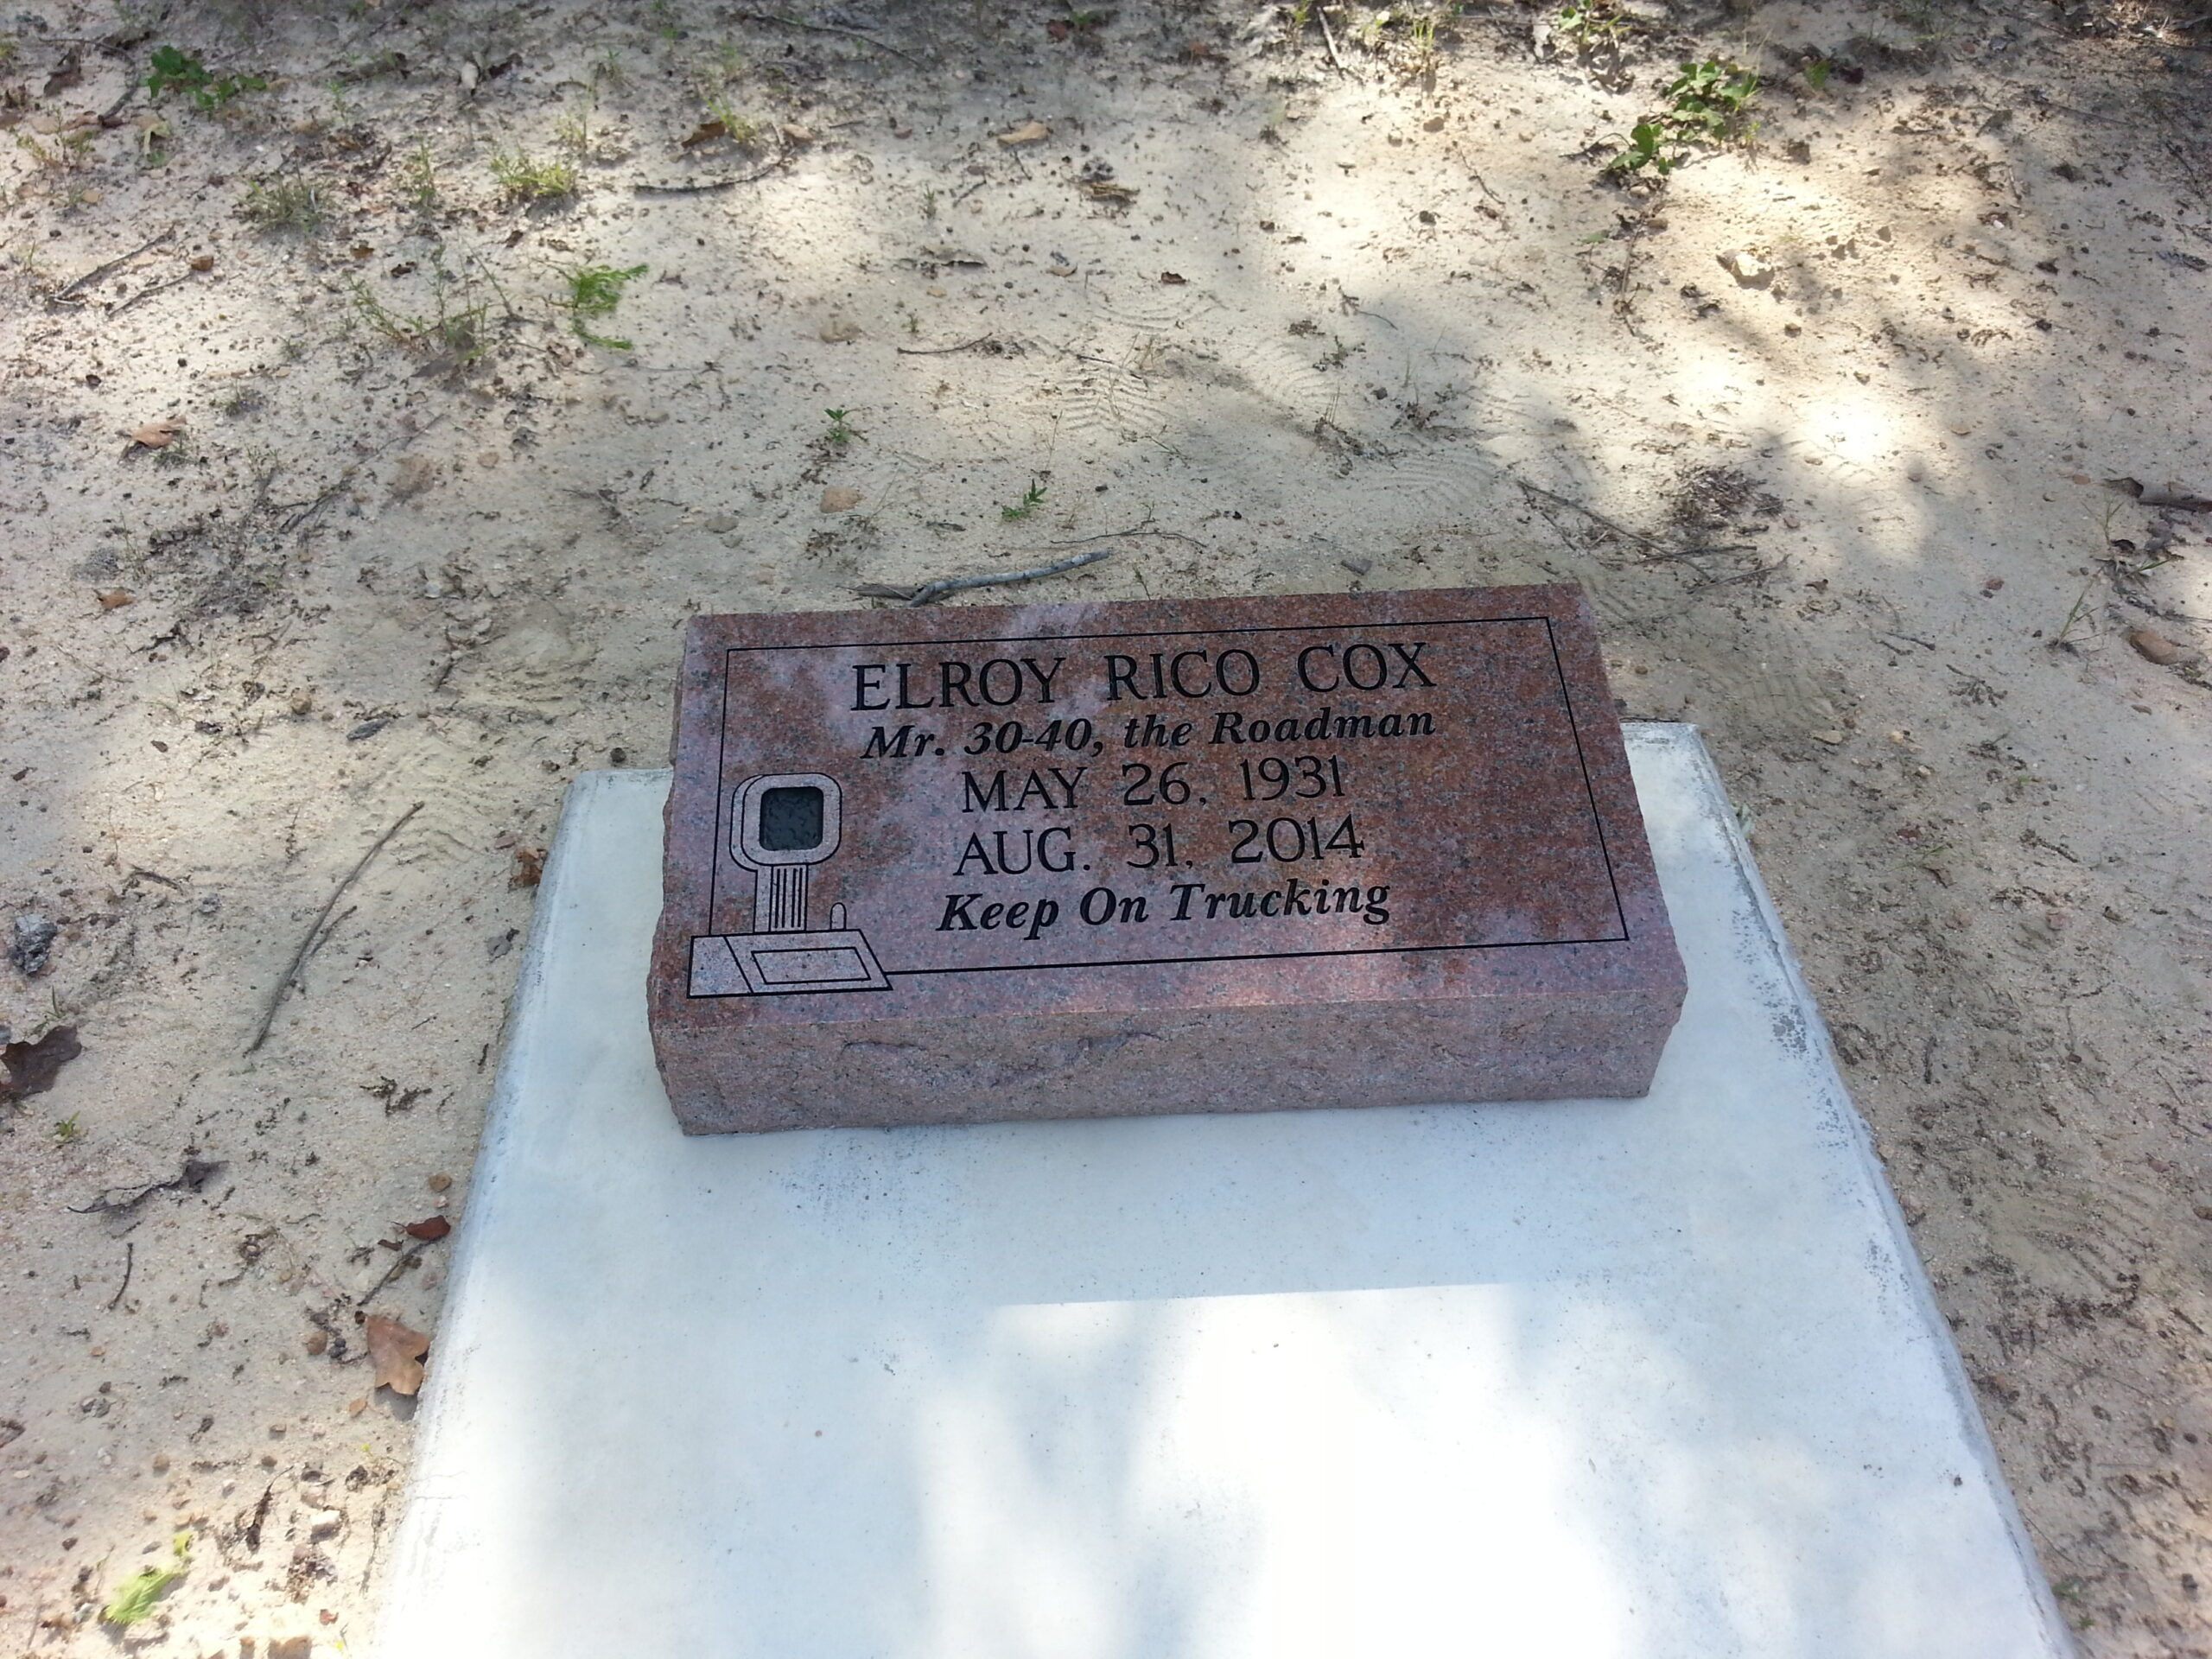 ELROY RICO COX
Mr. 30-40, the Roadman
MAY 26, 1931
AUG. 31, 2014
Keep On Trucking